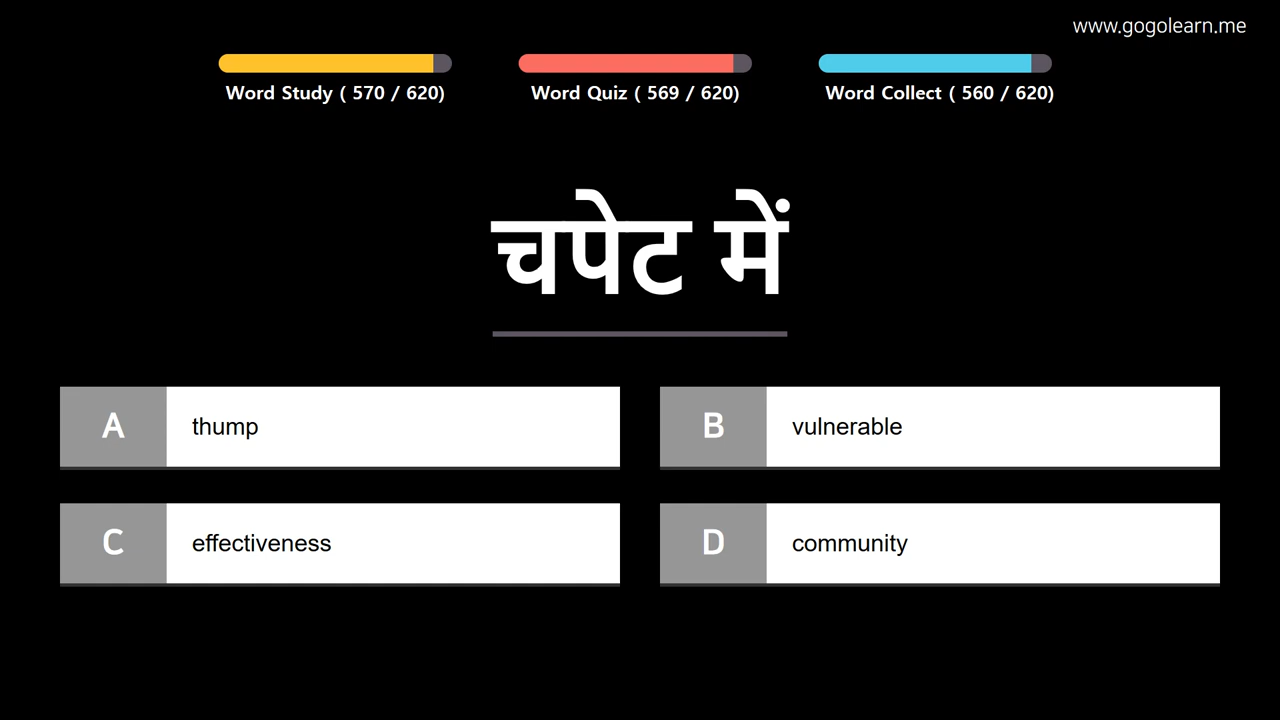 www.gogolearn.me
Word Study ( 570 / 620)
Word Quiz ( 569 / 620)
Word Collect ( 560 / 620)
चपेट में
A thump
B vulnerable
C effectiveness
D community